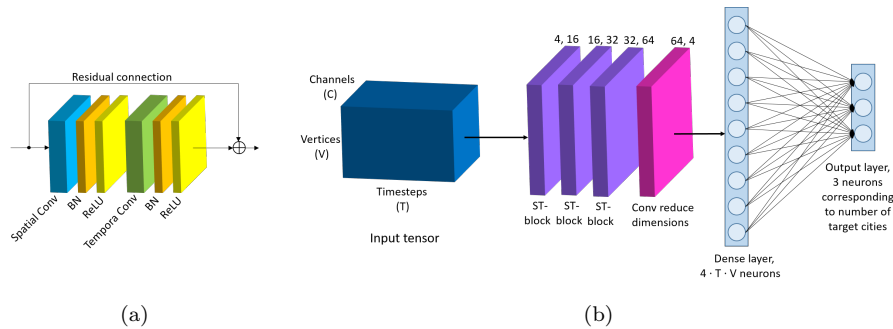 Residual connection
Spatial Conv
BN
ReLU
Tempora Conv
BN
ReLU
(a)
Channels
(C)
Vertices
(V)
Timesteps
(T)
Input tensor
4, 16
16, 32
32, 64
64, 4
ST-
block
ST-
block
ST-
block
Conv reduce
dimensions
Dense layer,
4 · T · V neurons
Output layer,
3 neurons
corresponding
to number of
target cities
(b)